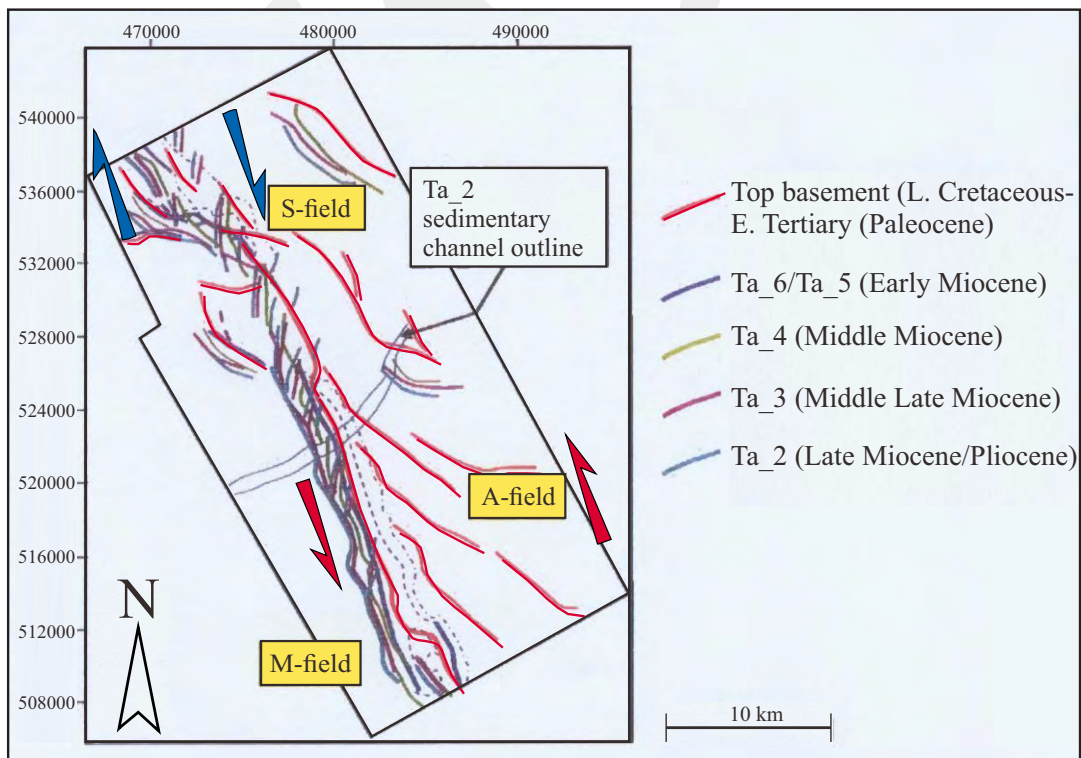 470000
480000
490000
540000
536000
532000
528000
524000
520000
516000
512000
508000
S-field
Ta_2
sedimentary
channel outline
A-field
M-field
N
Top basement (L. Cretaceous-
E. Tertiary (Paleocene)
Ta_6/Ta_5 (Early Miocene)
Ta_4 (Middle Miocene)
Ta_3 (Middle Late Miocene)
Ta_2 (Late Miocene/Pliocene)
10 km